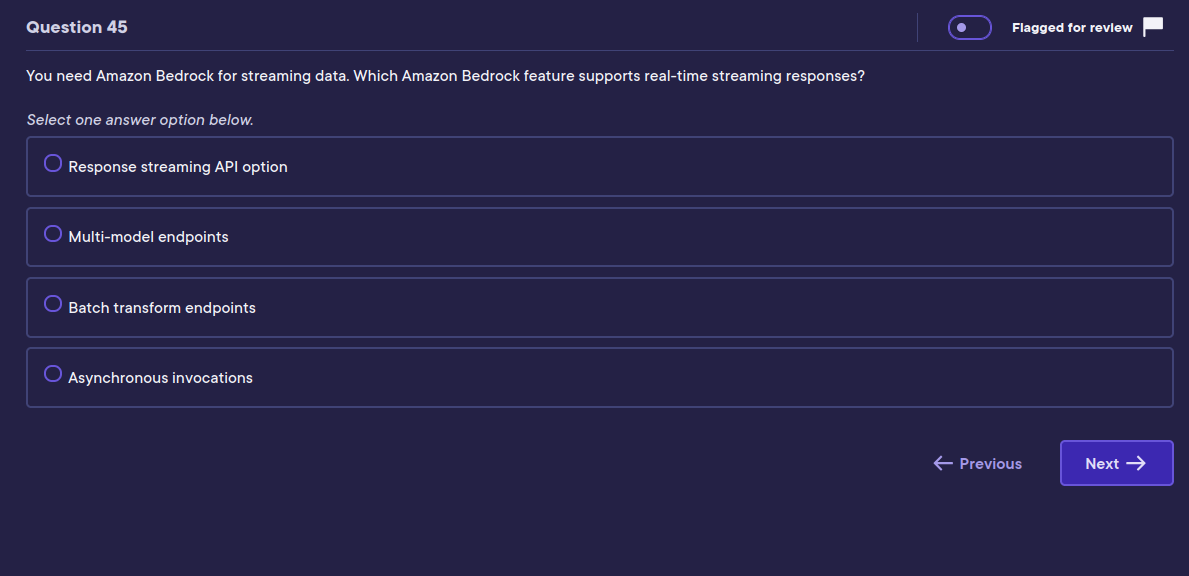 Question 45
Flagged for review
You need Amazon Bedrock for streaming data. Which Amazon Bedrock feature supports real-time streaming responses?
Select one answer option below.
Response streaming API option
Multi-model endpoints
Batch transform endpoints
Asynchronous invocations
Previous
Next